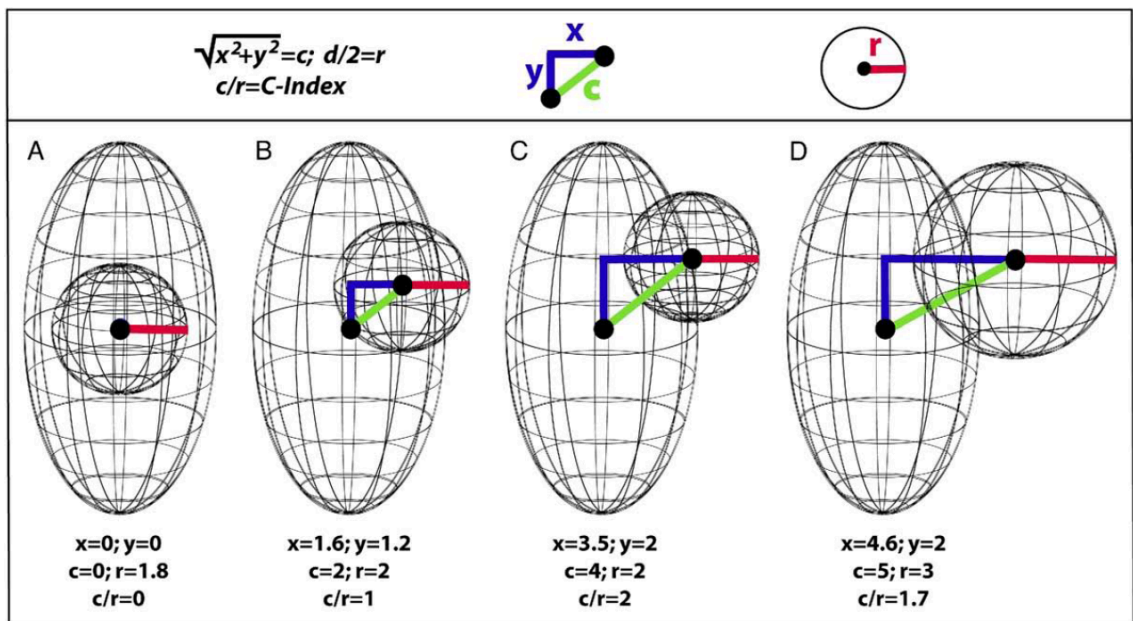 √x²+y²=c; d/2=r
c/r=C-Index
x
y
c
r
A
B
C
D
x=0; y=0
c=0; r=1.8
c/r=0
x=1.6; y=1.2
c=2; r=2
c/r=1
x=3.5; y=2
c=4; r=2
c/r=2
x=4.6; y=2
c=5; r=3
c/r=1.7